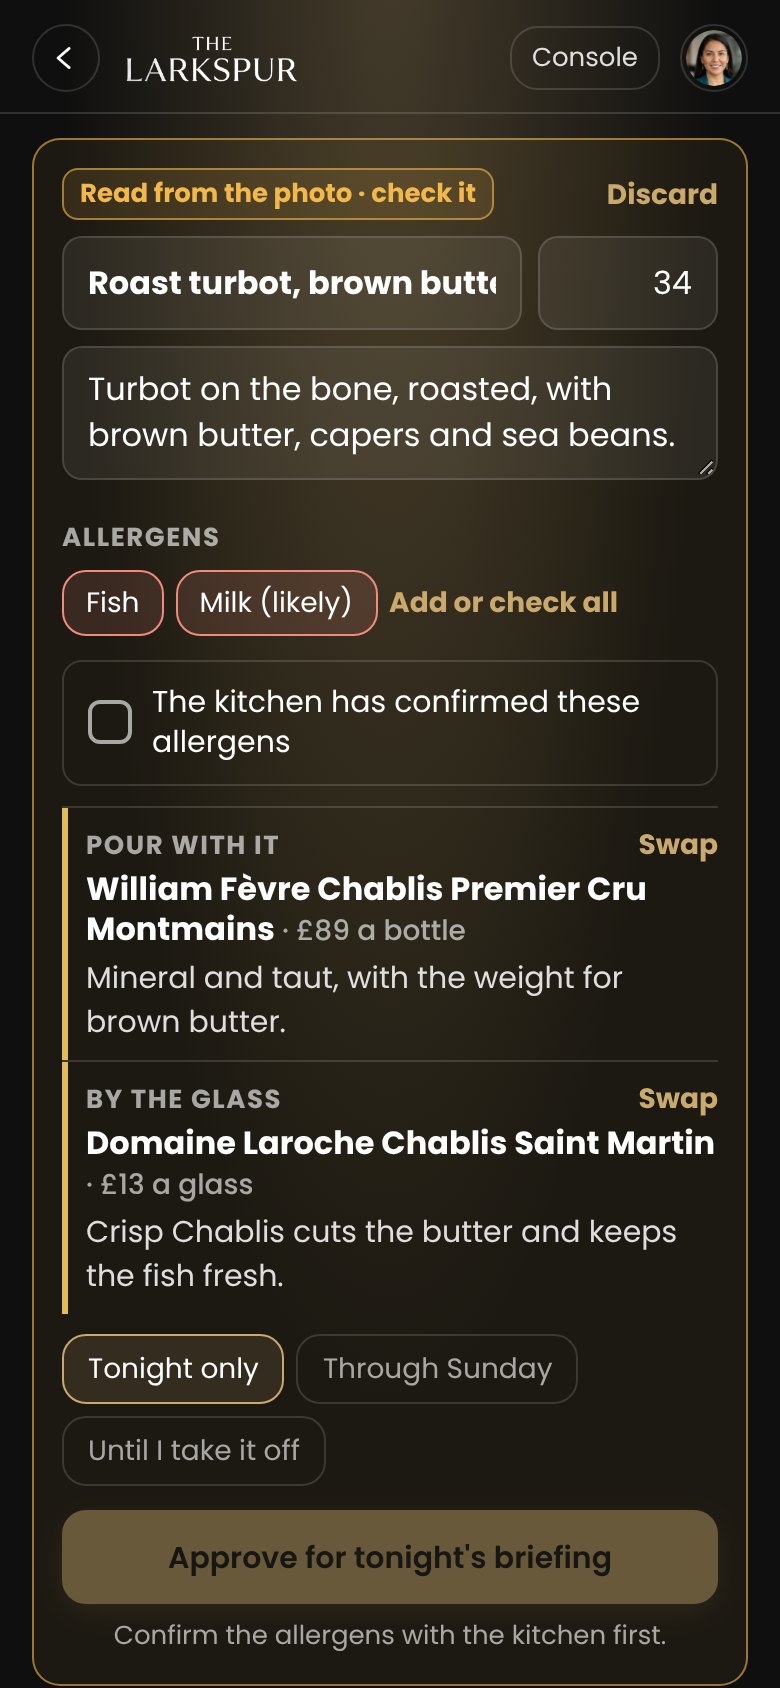 THE
LARKSPUR
Console
Read from the photo · check it
Discard
Roast turbot, brown butte
34
Turbot on the bone, roasted, with
brown butter, capers and sea beans.
ALLERGENS
Fish
Milk (likely)
Add or check all
The kitchen has confirmed these
allergens
POUR WITH IT
Swap
William Fèvre Chablis Premier Cru
Montmains · £89 a bottle
Mineral and taut, with the weight for
brown butter.
BY THE GLASS
Swap
Domaine Laroche Chablis Saint Martin
· £13 a glass
Crisp Chablis cuts the butter and keeps
the fish fresh.
Tonight only
Through Sunday
Until I take it off
Approve for tonight's briefing
Confirm the allergens with the kitchen first.